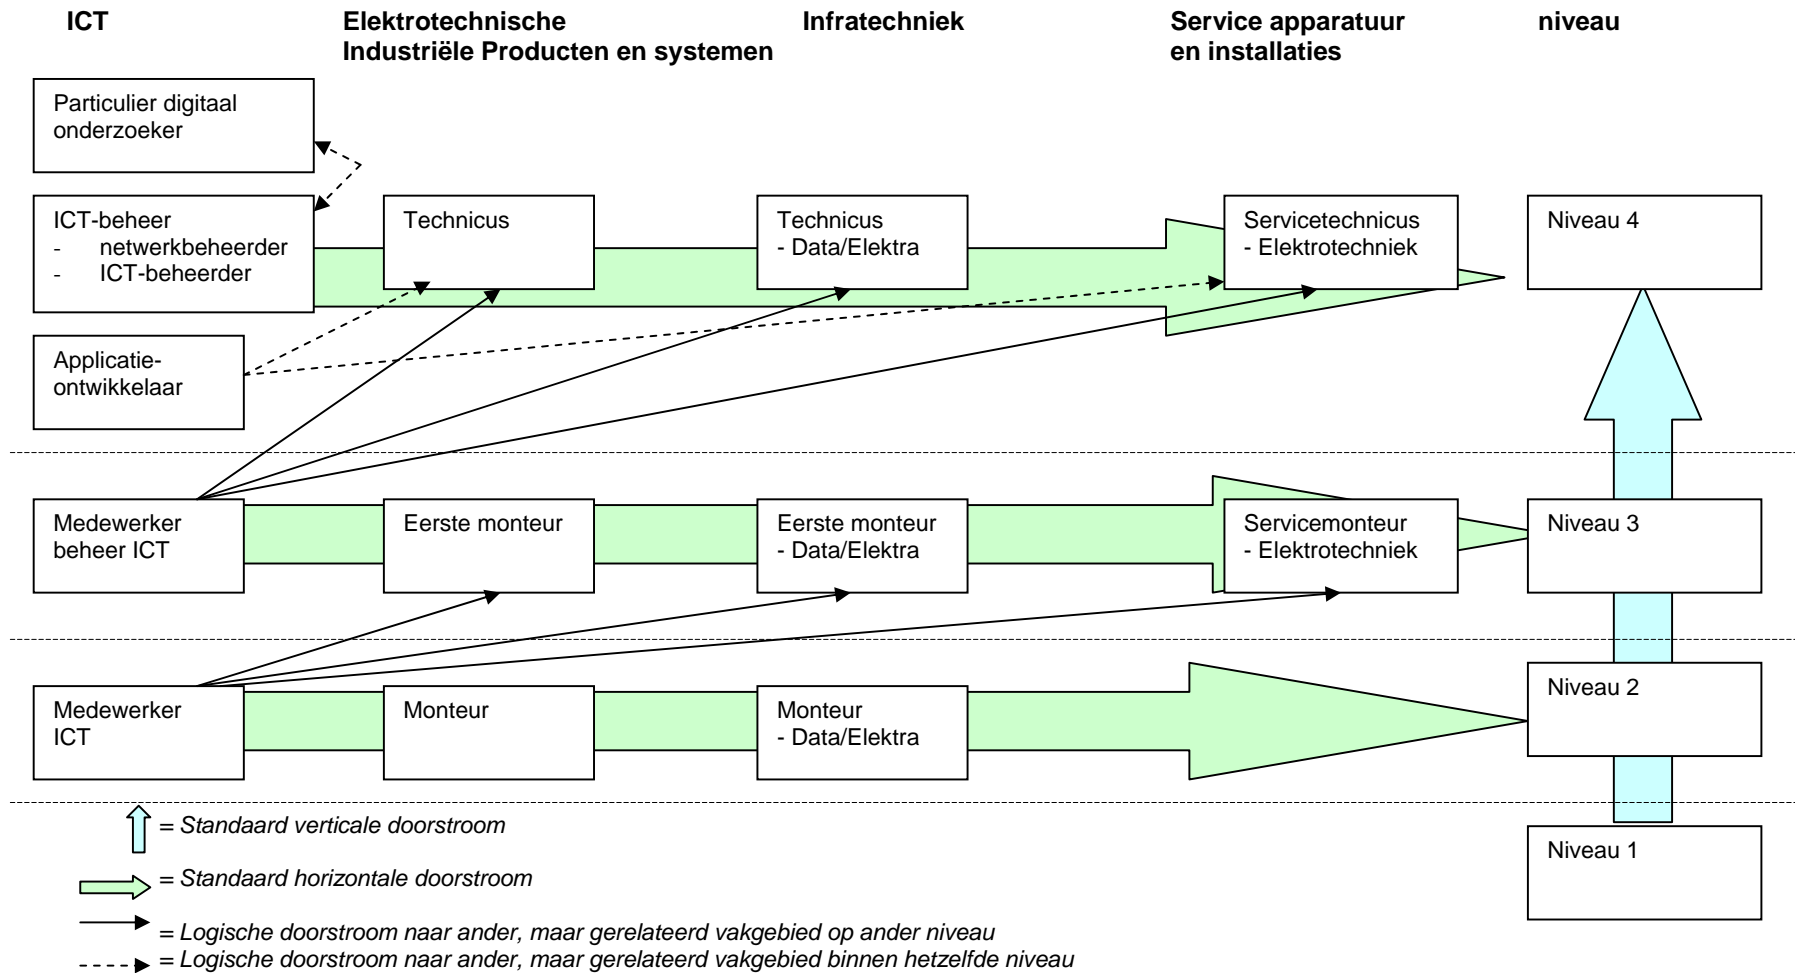 ICT
Elektrotechnische
Industriële Producten en systemen
Infratechniek
Service apparatuur
en installaties
niveau
Particulier digitaal
onderzoeker
ICT-beheer
- netwerkbeheerder
- ICT-beheerder
Technicus
Technicus
- Data/Elektra
Servicetechnicus
- Elektrotechniek
Niveau 4
Applicatie-
ontwikkelaar
Medewerker
beheer ICT
Eerste monteur
Eerste monteur
- Data/Elektra
Servicemonteur
- Elektrotechniek
Niveau 3
Medewerker
ICT
Monteur
Monteur
- Data/Elektra
Niveau 2
= Standaard verticale doorstroom
Niveau 1
= Standaard horizontale doorstroom
= Logische doorstroom naar ander, maar gerelateerd vakgebied op ander niveau
= Logische doorstroom naar ander, maar gerelateerd vakgebied binnen hetzelfde niveau